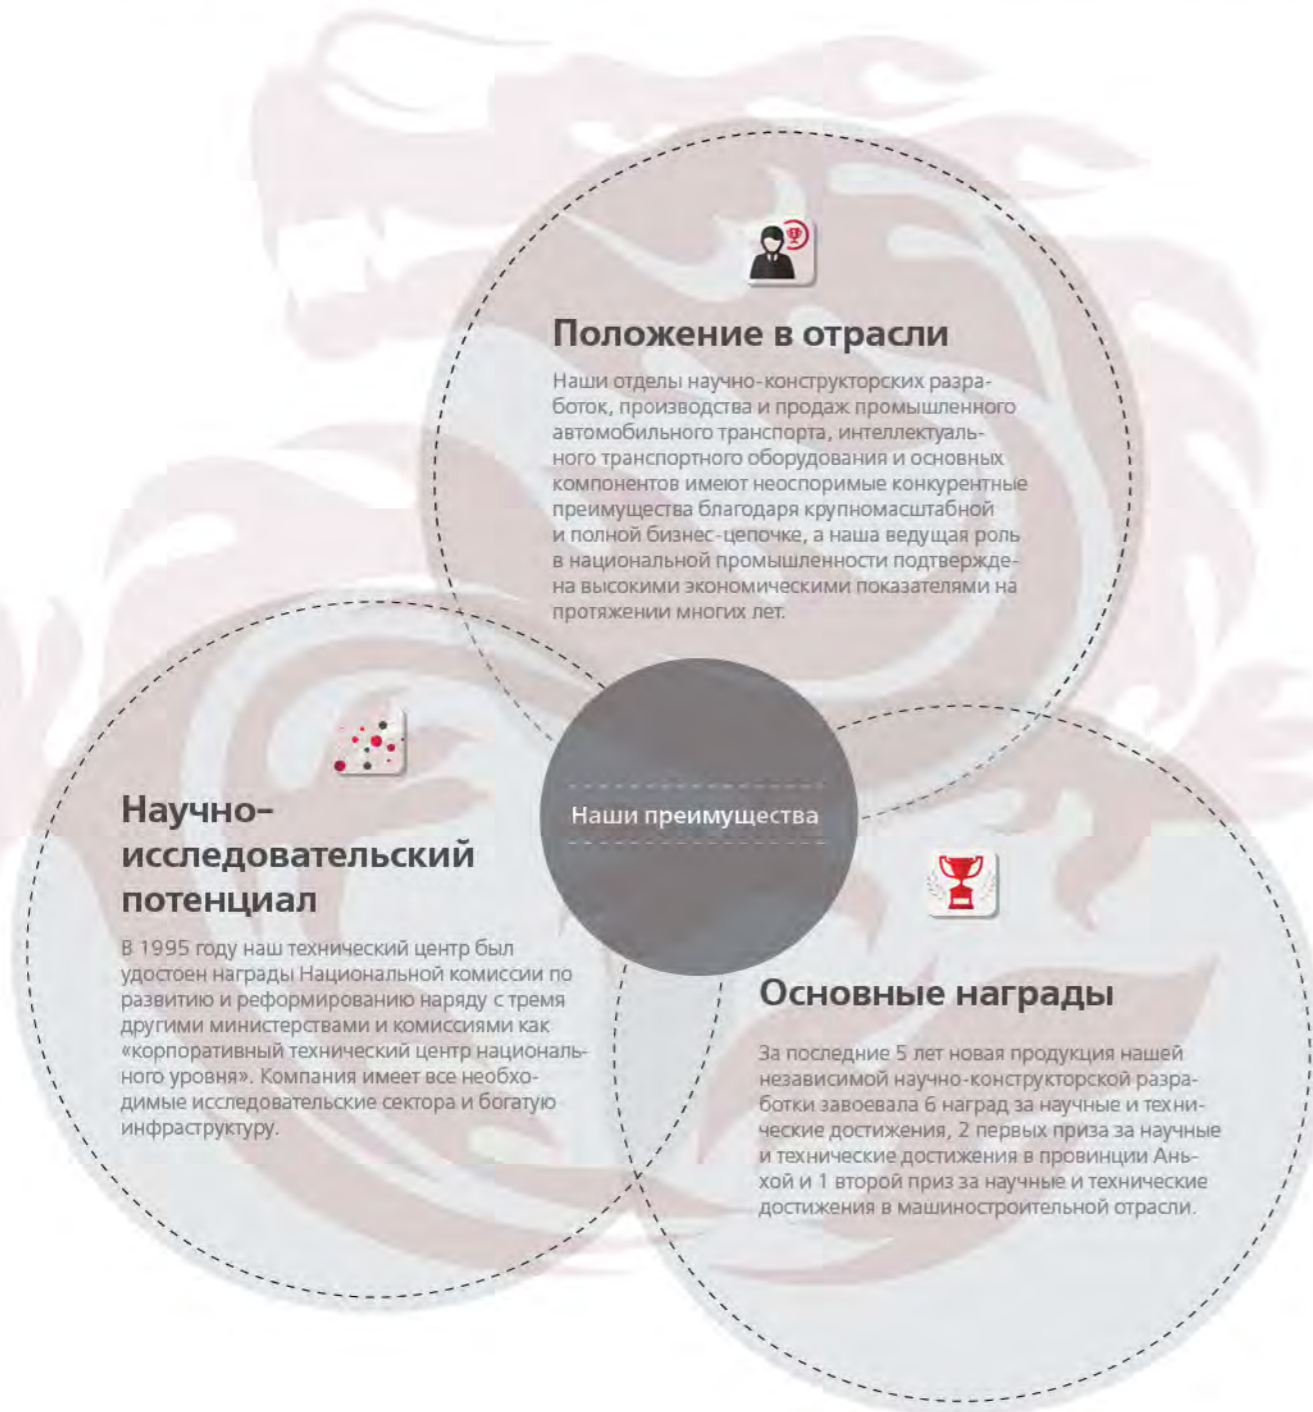 Положение в отрасли
Наши отделы научно-конструкторских разра-
боток, производства и продаж промышленного
автомобильного транспорта, интеллектуаль-
ного транспортного оборудования и основных
компонентов имеют неоспоримые конкурентные
преимущества благодаря крупномасштабной
и полной бизнес-цепочке, а наша ведущая роль
в национальной промышленности подтвержде-
на высокими экономическими показателями на
протяжении многих лет.
Наши преимущества
Научно–
исследовательский
потенциал
В 1995 году наш технический центр был
удостоен награды Национальной комиссии по
развитию и реформированию наряду с тремя
другими министерствами и комиссиями как
«корпоративный технический центр националь-
ного уровня». Компания имеет все необхо-
димые исследовательские сектора и богатую
инфраструктуру.
Основные награды
За последние 5 лет новая продукция нашей
независимой научно-конструкторской разра-
ботки завоевала 6 наград за научные и техни-
ческие достижения, 2 первых приза за научные
и технические достижения в провинции Ань-
хой и 1 второй приз за научные и технические
достижения в машиностроительной отрасли.